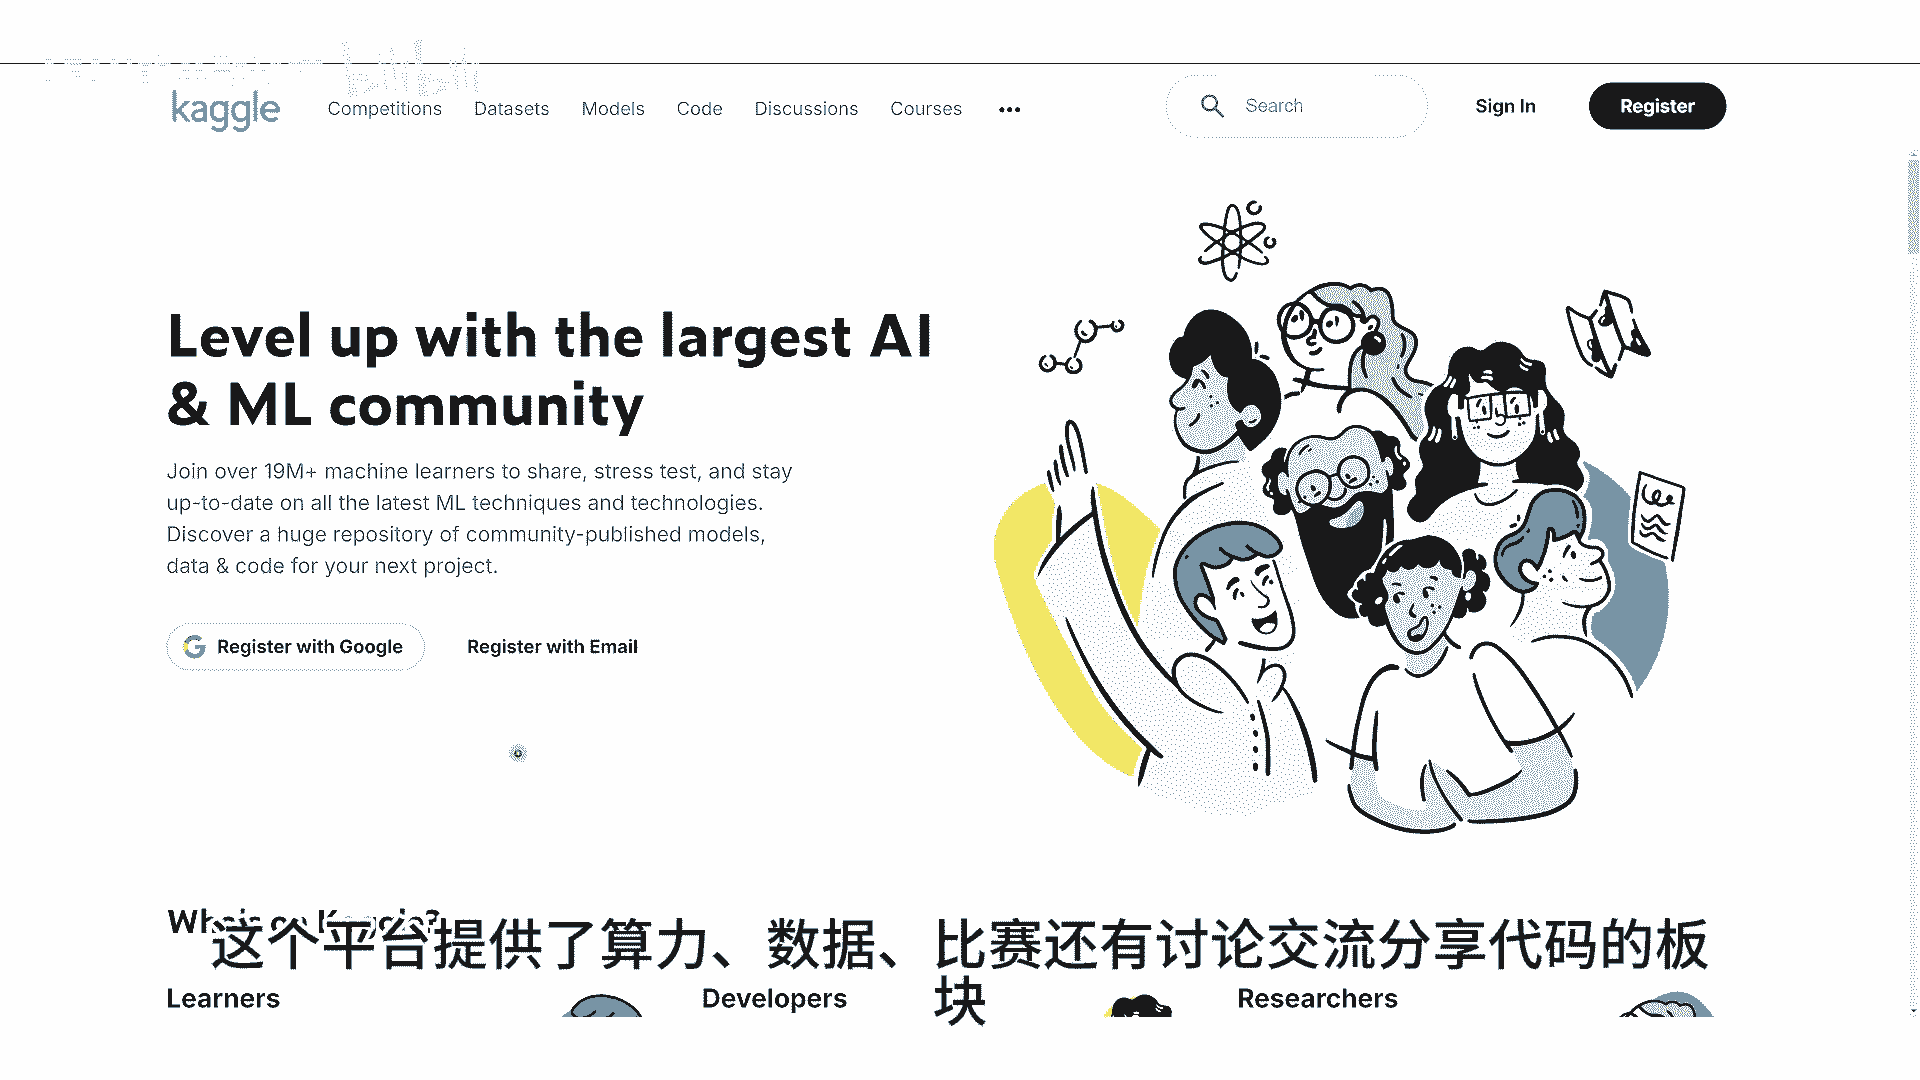 kaggle
Competitions
Datasets
Models
Code
Discussions
Courses
Search
Sign In
Register
Level up with the largest AI
& ML community
Join over 19M+ machine learners to share, stress test, and stay
up-to-date on all the latest ML techniques and technologies.
Discover a huge repository of community-published models,
data & code for your next project.
Register with Google
Register with Email
这个平台提供了算力、数据、比赛还有讨论交流分享代码的板
块
Learners
Developers
Researchers